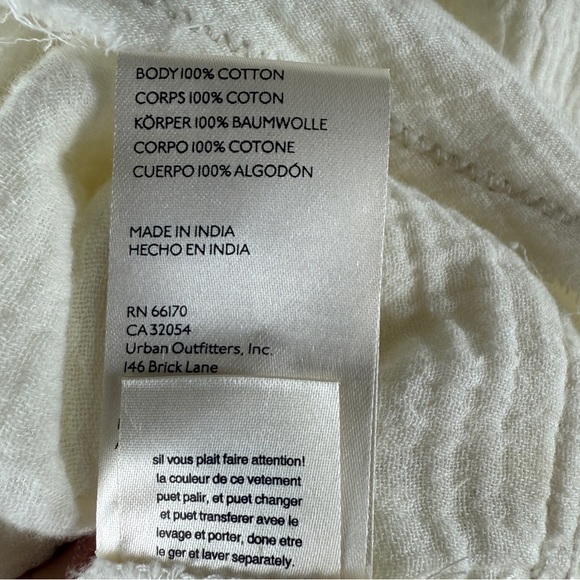 BODY 100% COTTON
CORPS 100% COTON
KÖRPER 100% BAUMWOLLE
CORPO 100% COTONE
CUERPO 100% ALGODÓN
MADE IN INDIA
HECHO EN INDIA
RN 66170
CA 32054
Urban Outfitters, Inc.
146 Brick Lane
sil vous plait faire attention!
la couleur de ce vetement
puet palir, et puet changer
et puet transferer avee le
levage et porter, done etre
le ger et laver separately.